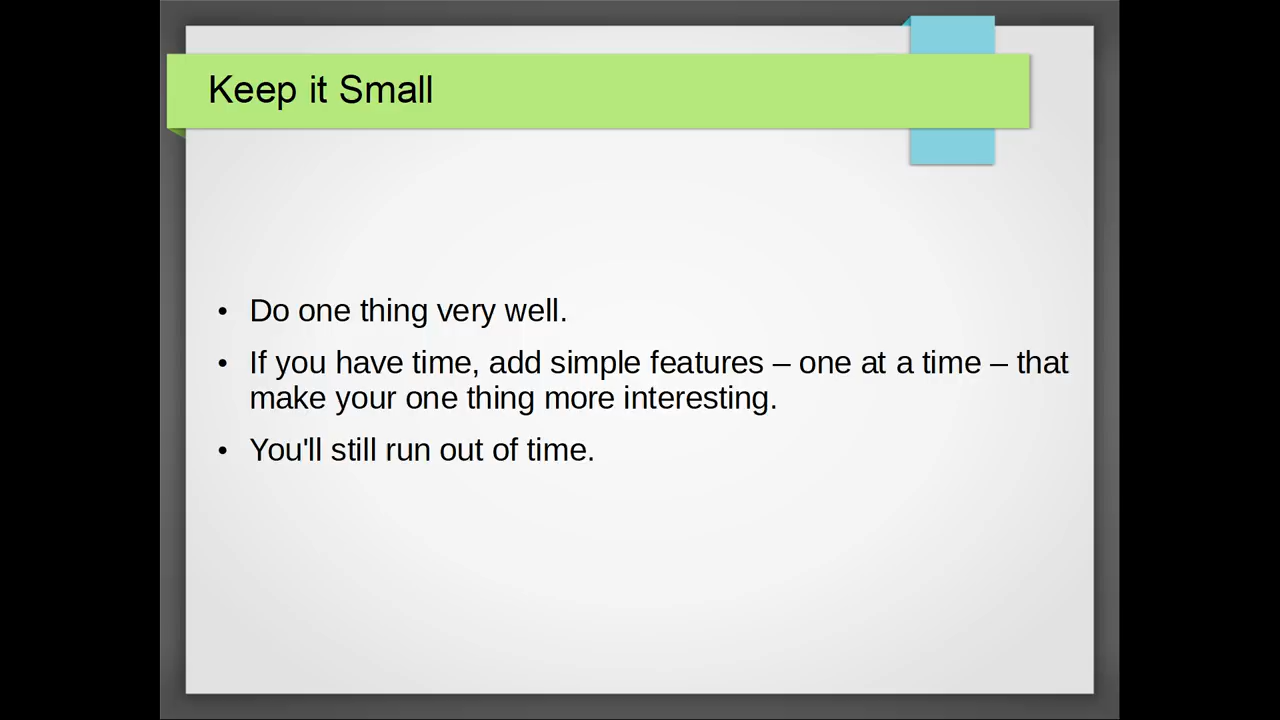 Keep it Small
• Do one thing very well.
• If you have time, add simple features – one at a time – that
make your one thing more interesting.
• You'll still run out of time.